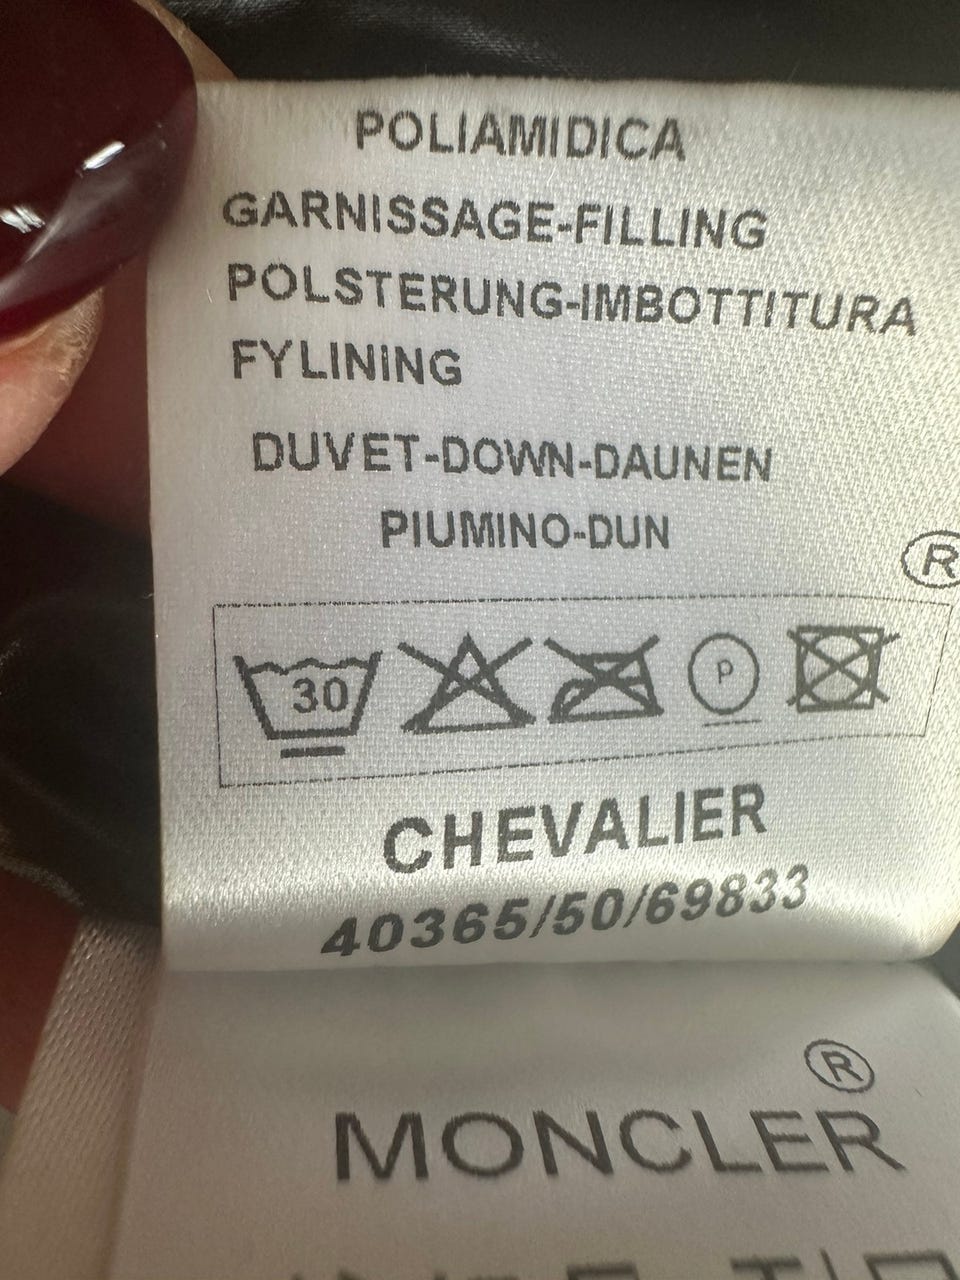 POLIAMIDICA
GARNISSAGE-FILLING
POLSTERUNG-IMBOTTITURA
FYLINING
DUVET-DOWN-DAUNEN
PIUMINO-DUN
®
30
P
CHEVALIER
40365/50/69833
®
MONCLER